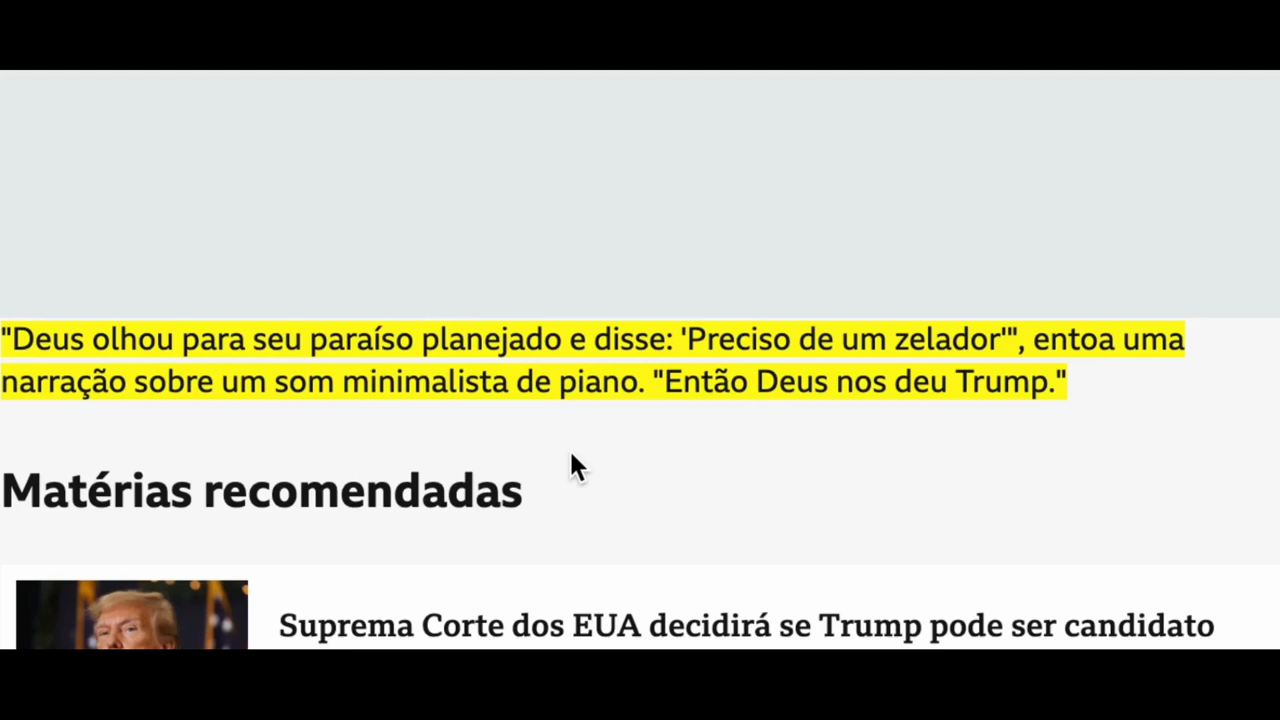 "Deus olhou para seu paraíso planejado e disse: 'Preciso de um zelador'", entoa uma
narração sobre um som minimalista de piano. "Então Deus nos deu Trump."
Matérias recomendadas
Suprema Corte dos EUA decidirá se Trump pode ser candidato